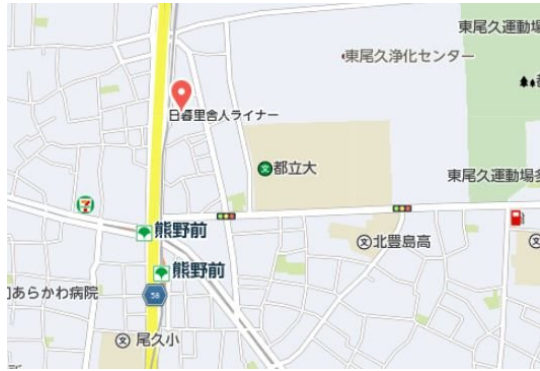 東尾久運動場
東尾久浄化センター
日暮里舎人ライナー
都立大
東尾久運動場多
7
熊野前
北豊島高
熊野前
あらかわ病院
58
尾久小